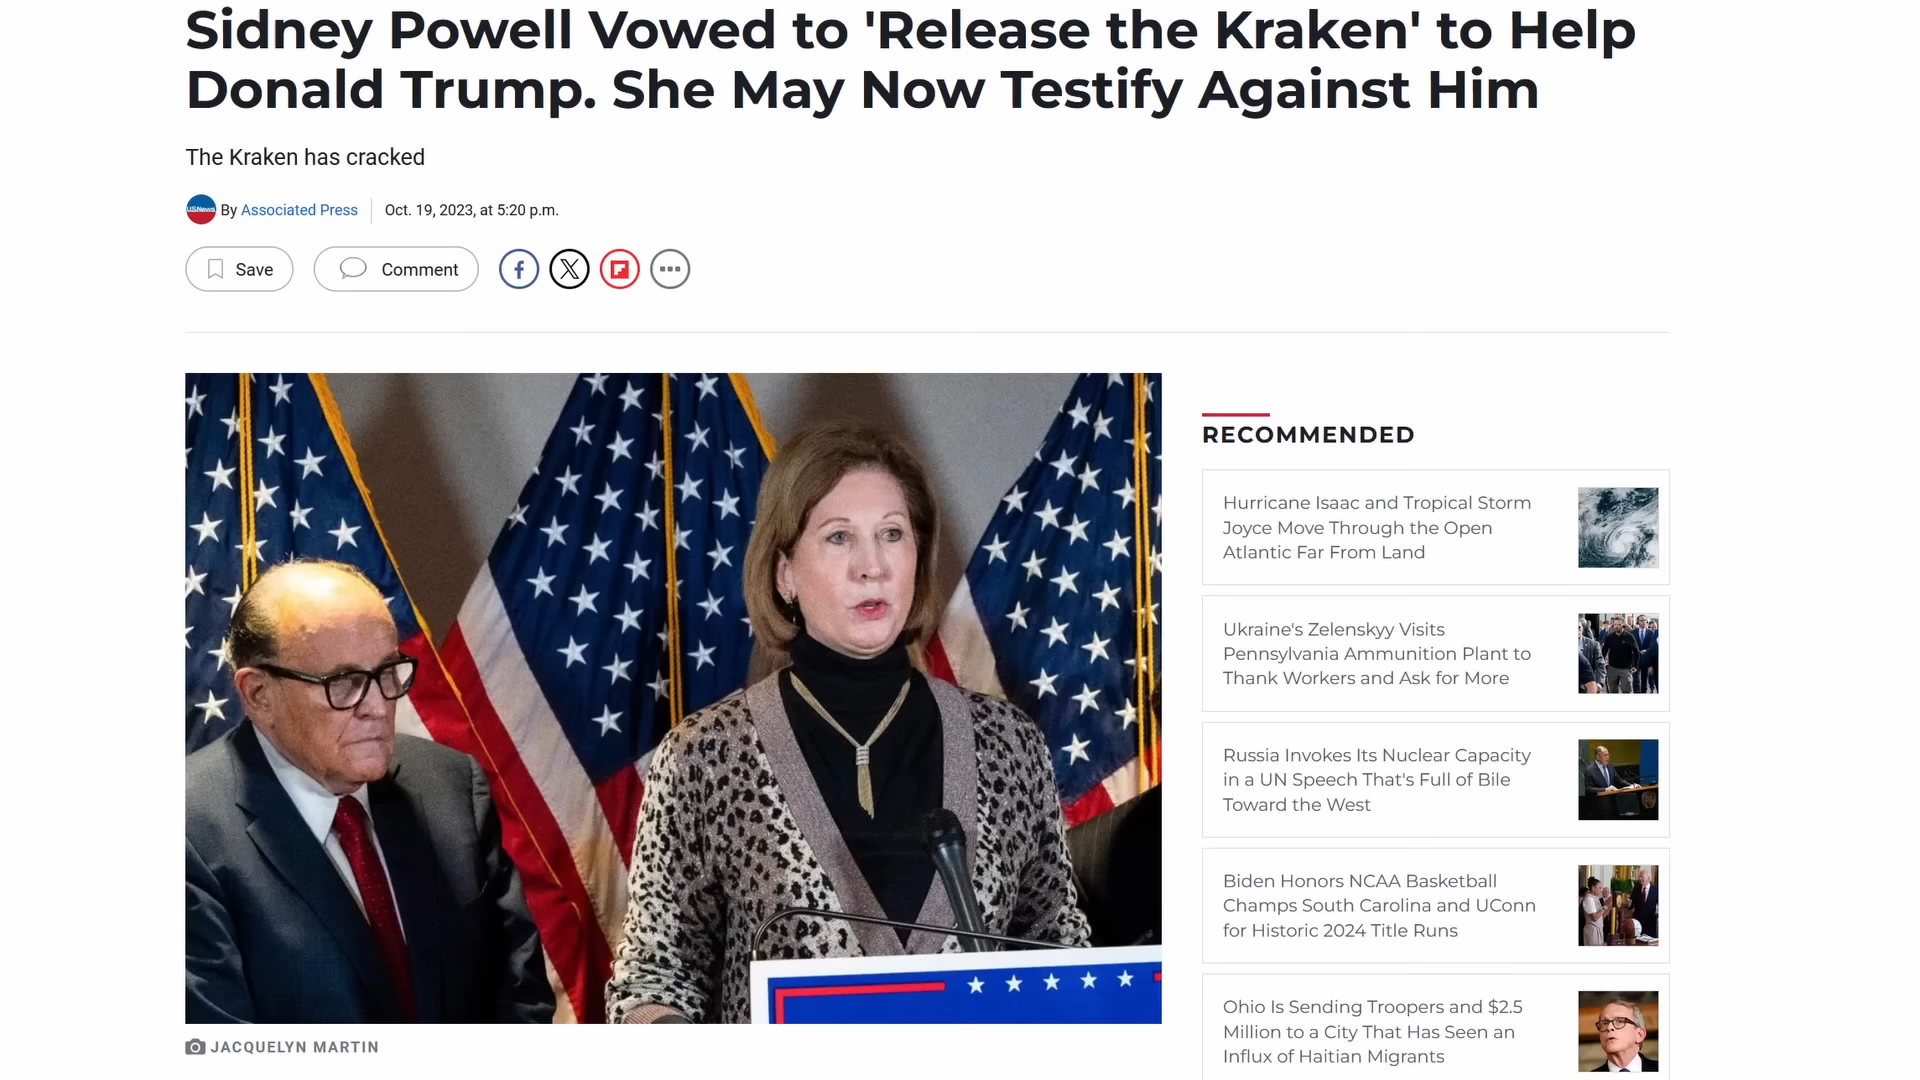 Sidney Powell Vowed to 'Release the Kraken' to Help
Donald Trump. She May Now Testify Against Him
The Kraken has cracked
U.S.News
By Associated Press
Oct. 19, 2023, at 5:20 p.m.
Save
Comment
RECOMMENDED
Hurricane Isaac and Tropical Storm
Joyce Move Through the Open
Atlantic Far From Land
Ukraine's Zelenskyy Visits
Pennsylvania Ammunition Plant to
Thank Workers and Ask for More
Russia Invokes Its Nuclear Capacity
in a UN Speech That's Full of Bile
Toward the West
Biden Honors NCAA Basketball
Champs South Carolina and UConn
for Historic 2024 Title Runs
Ohio Is Sending Troopers and $2.5
Million to a City That Has Seen an
Influx of Haitian Migrants
JACQUELYN MARTIN